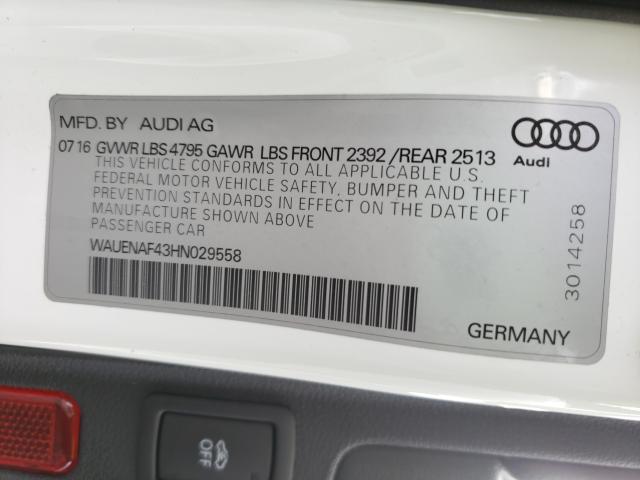 MFD. BY AUDI AG
07 16 GVWR LBS 4795 GAWR LBS FRONT 2392 /REAR 2513
THIS VEHICLE CONFORMS TO ALL APPLICABLE U.S.
FEDERAL MOTOR VEHICLE SAFETY, BUMPER AND THEFT
PREVENTION STANDARDS IN EFFECT ON THE DATE OF
MANUFACTURE SHOWN ABOVE
PASSENGER CAR
WAUENAF43HN029558
Audi
3014258
GERMANY
OFF